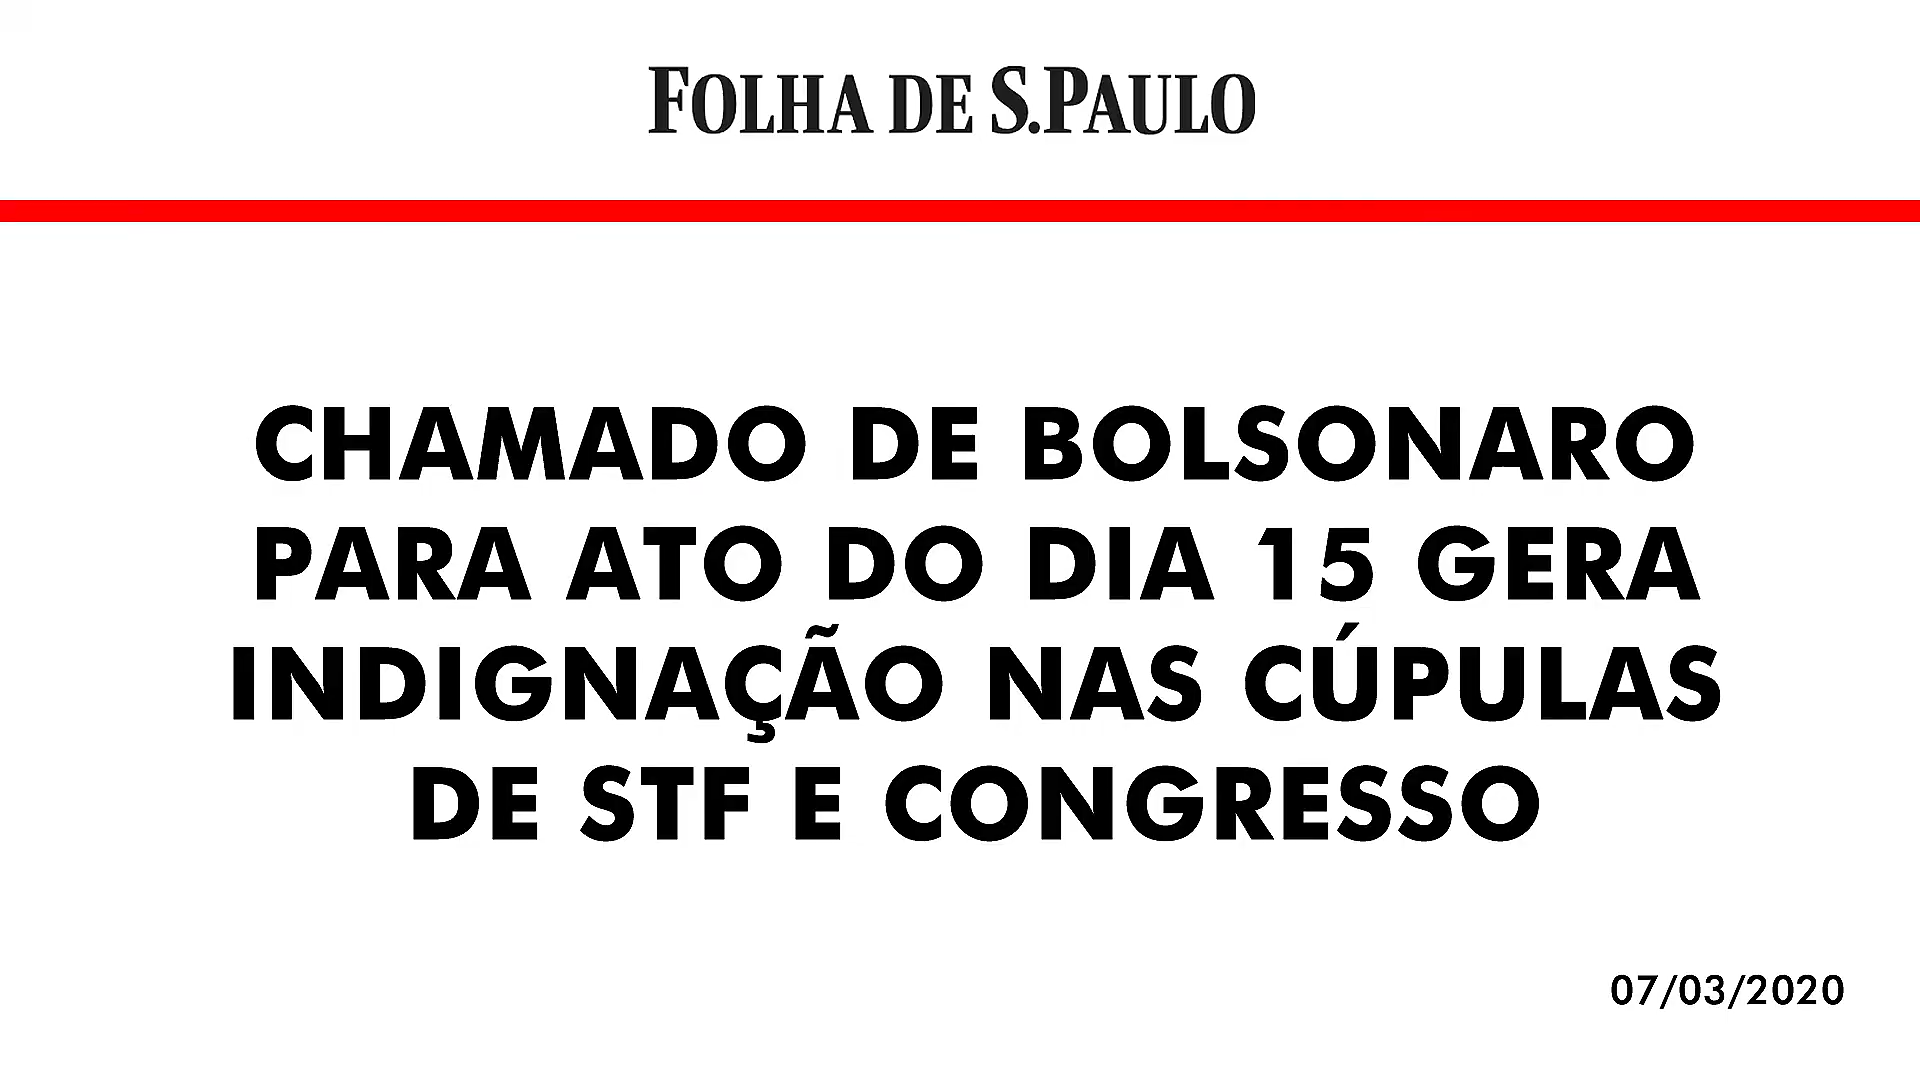 FOLHA DE S.PAULO
CHAMADO DE BOLSONARO
PARA ATO DO DIA 15 GERA
INDIGNAÇÃO NAS CÚPULAS
DE STF E CONGRESSO
07/03/2020